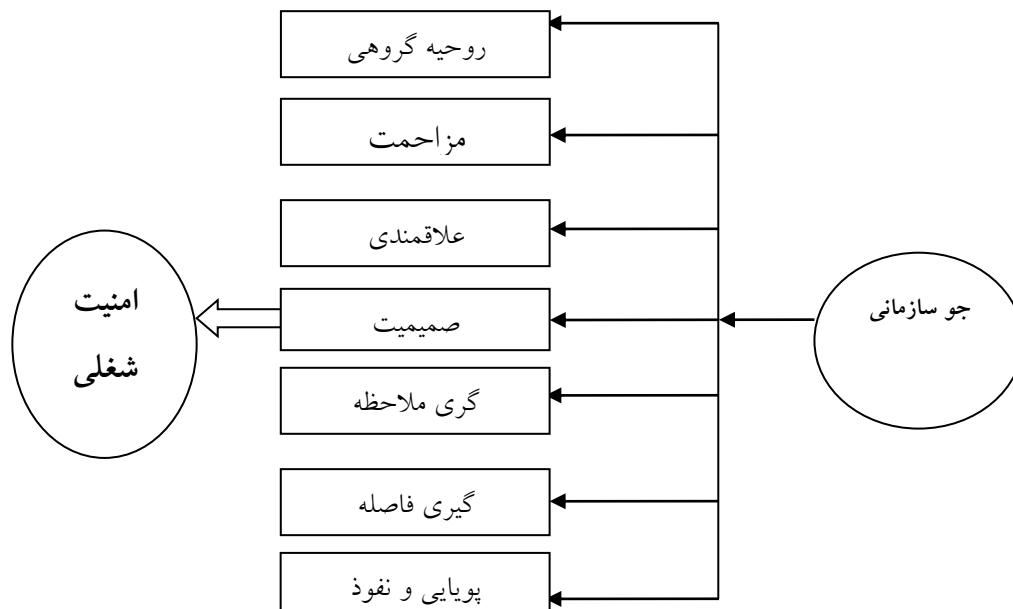 روحیه گروهی
مزاحمت
علاقمندی
صمیمیت
گری ملاحظه
گیری فاصله
پویایی و نفوذ
جو سازمانی
امنیت
شغلی